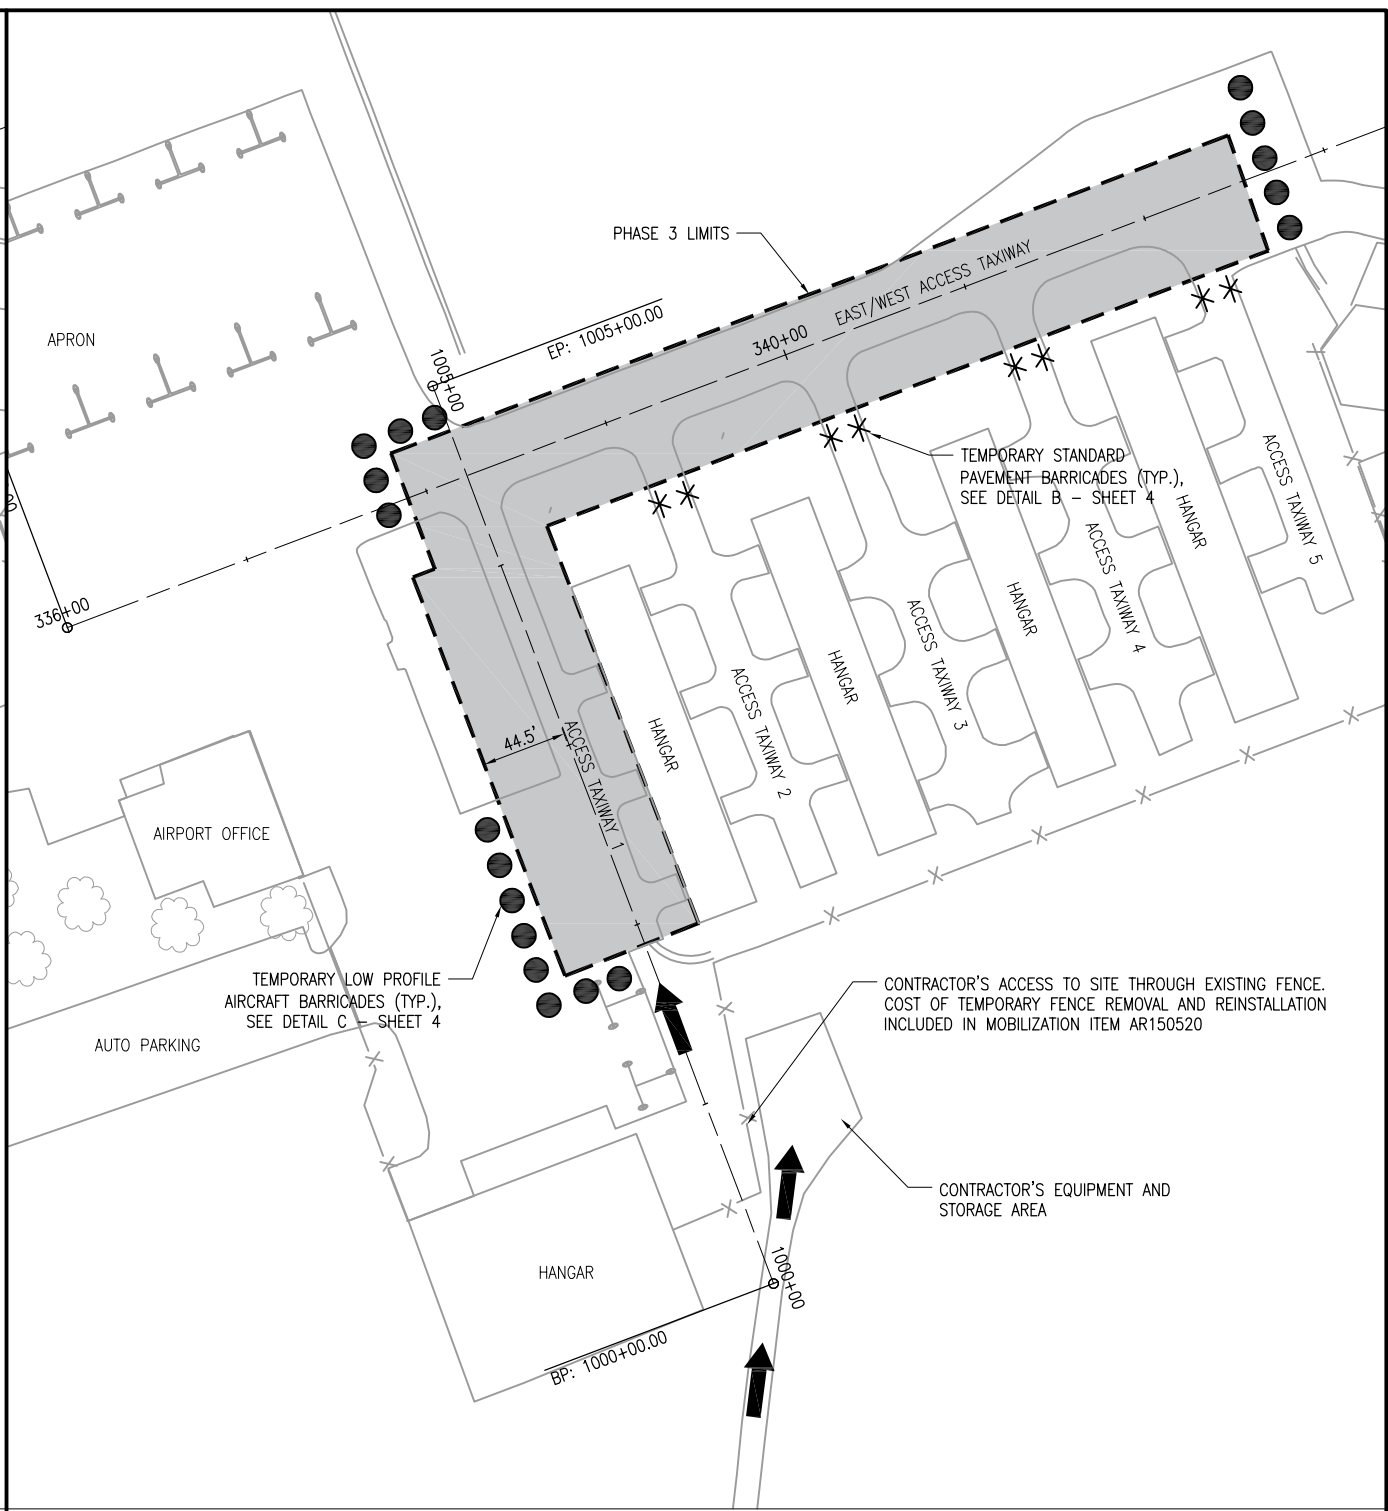 PHASE 3 LIMITS
EAST/WEST ACCESS TAXIWAY
APRON
EP: 1005+00.00
340+00
1005+00
TEMPORARY STANDARD
PAVEMENT BARRICADES (TYP.),
SEE DETAIL B - SHEET 4
ACCESS TAXIWAY 5
HANGAR
ACCESS TAXIWAY 4
HANGAR
ACCESS TAXIWAY 3
HANGAR
ACCESS TAXIWAY 2
HANGAR
336+00
44.5'
ACCESS TAXIWAY 1
AIRPORT OFFICE
TEMPORARY LOW PROFILE
AIRCRAFT BARRICADES (TYP.),
SEE DETAIL C - SHEET 4
AUTO PARKING
CONTRACTOR'S ACCESS TO SITE THROUGH EXISTING FENCE.
COST OF TEMPORARY FENCE REMOVAL AND REINSTALLATION
INCLUDED IN MOBILIZATION ITEM AR150520
CONTRACTOR'S EQUIPMENT AND
STORAGE AREA
HANGAR
1000+00
BP: 1000+00.00